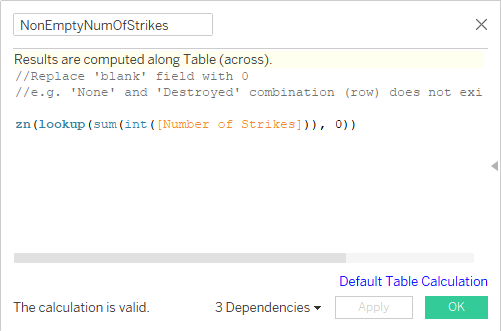 NonEmptyNumOfStrikes
Results are computed along Table (across).
//Replace 'blank' field with 0
//e.g. 'None' and 'Destroyed' combination (row) does not exi
zn(lookup(sum(int([Number of Strikes])), 0))
Default Table Calculation
The calculation is valid. 3 Dependencies Apply OK